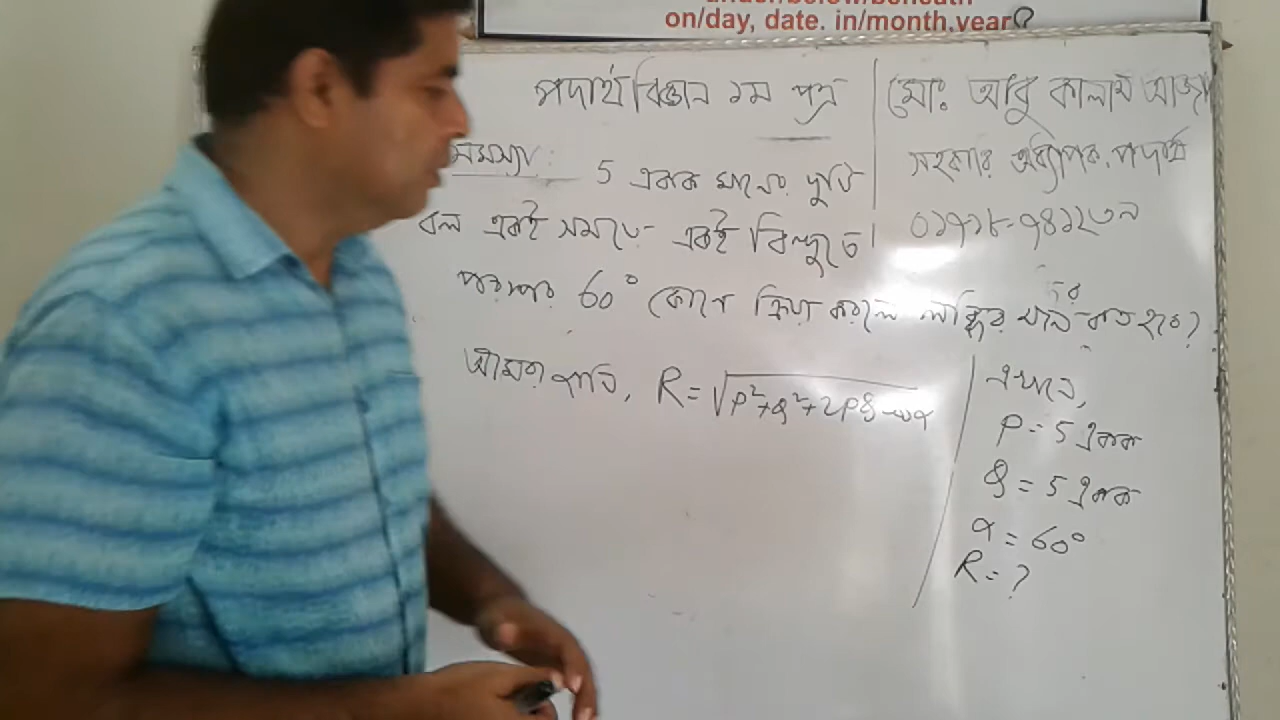 on/day, date. in/month,year?
পদার্থ বিজ্ঞান ১ম পত্র
মোঃ আবু কালাম আজা
সহকার অধ্যাপক, পদার্থ
সমস্যা: 5 একক মানের দুটি
বল একই সময়ে একই বিন্দুতে
পরস্পর 60° কোণে ক্রিয়া করলে লব্ধির মান কত হবে?
আমরা জানি, R = √P²+Q²+2PQ cosα
এখানে,
P = 5 একক
Q = 5 একক
α = 60°
R = ?